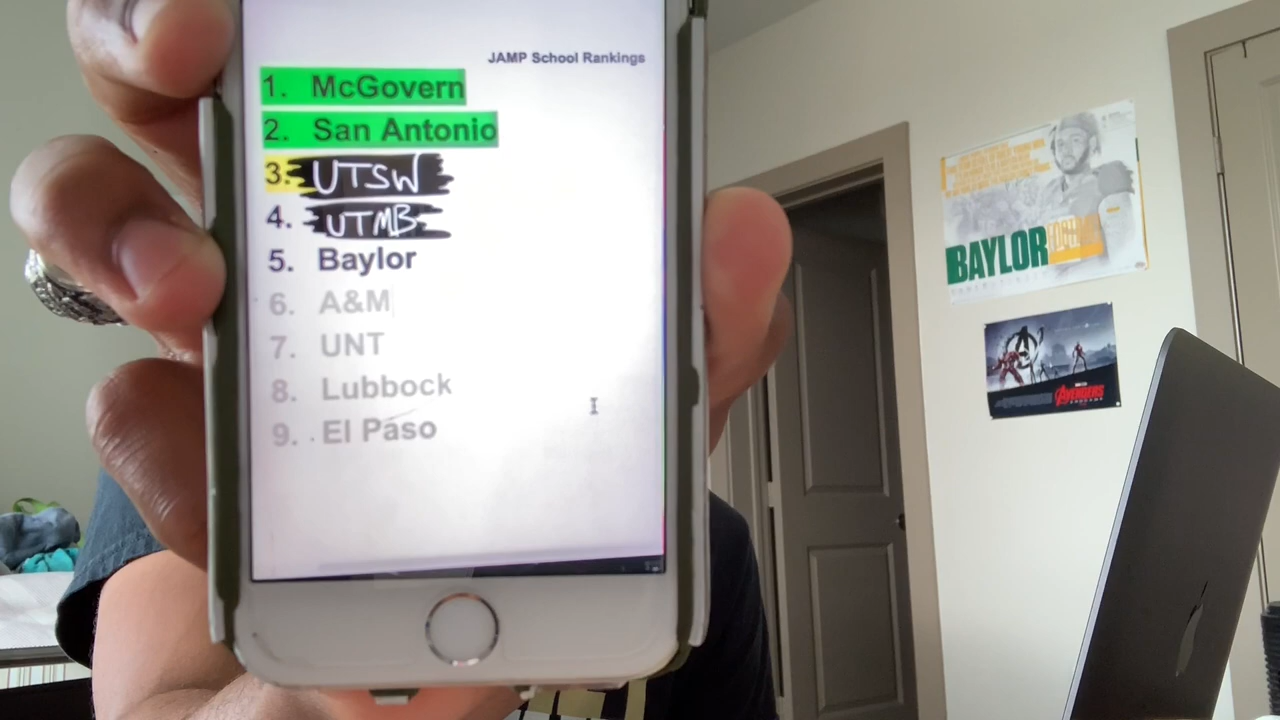 JAMP School Rankings
1. McGovern
2. San Antonio
3. UTSW
4. UTMB
5. Baylor
6. A&M
7. UNT
8. Lubbock
9. El Paso
BAYLOR
AVENGERS